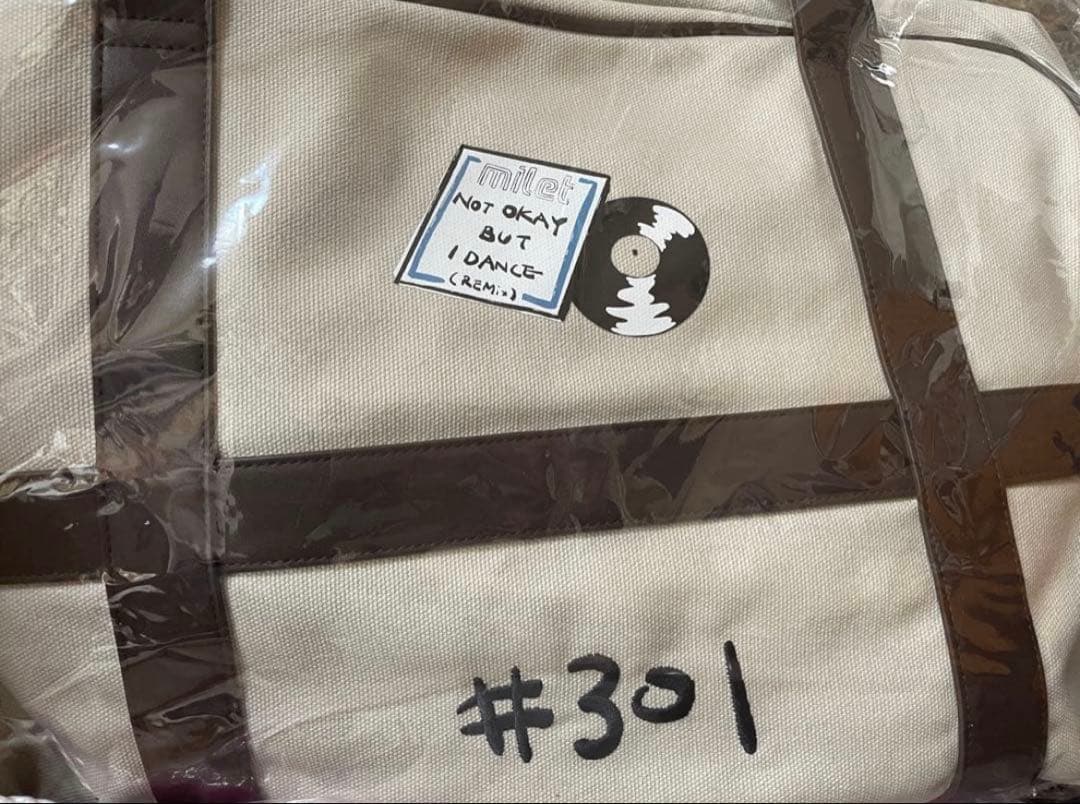 milet
NOT OKAY
BUT
I DANCE
(REMix)
#301